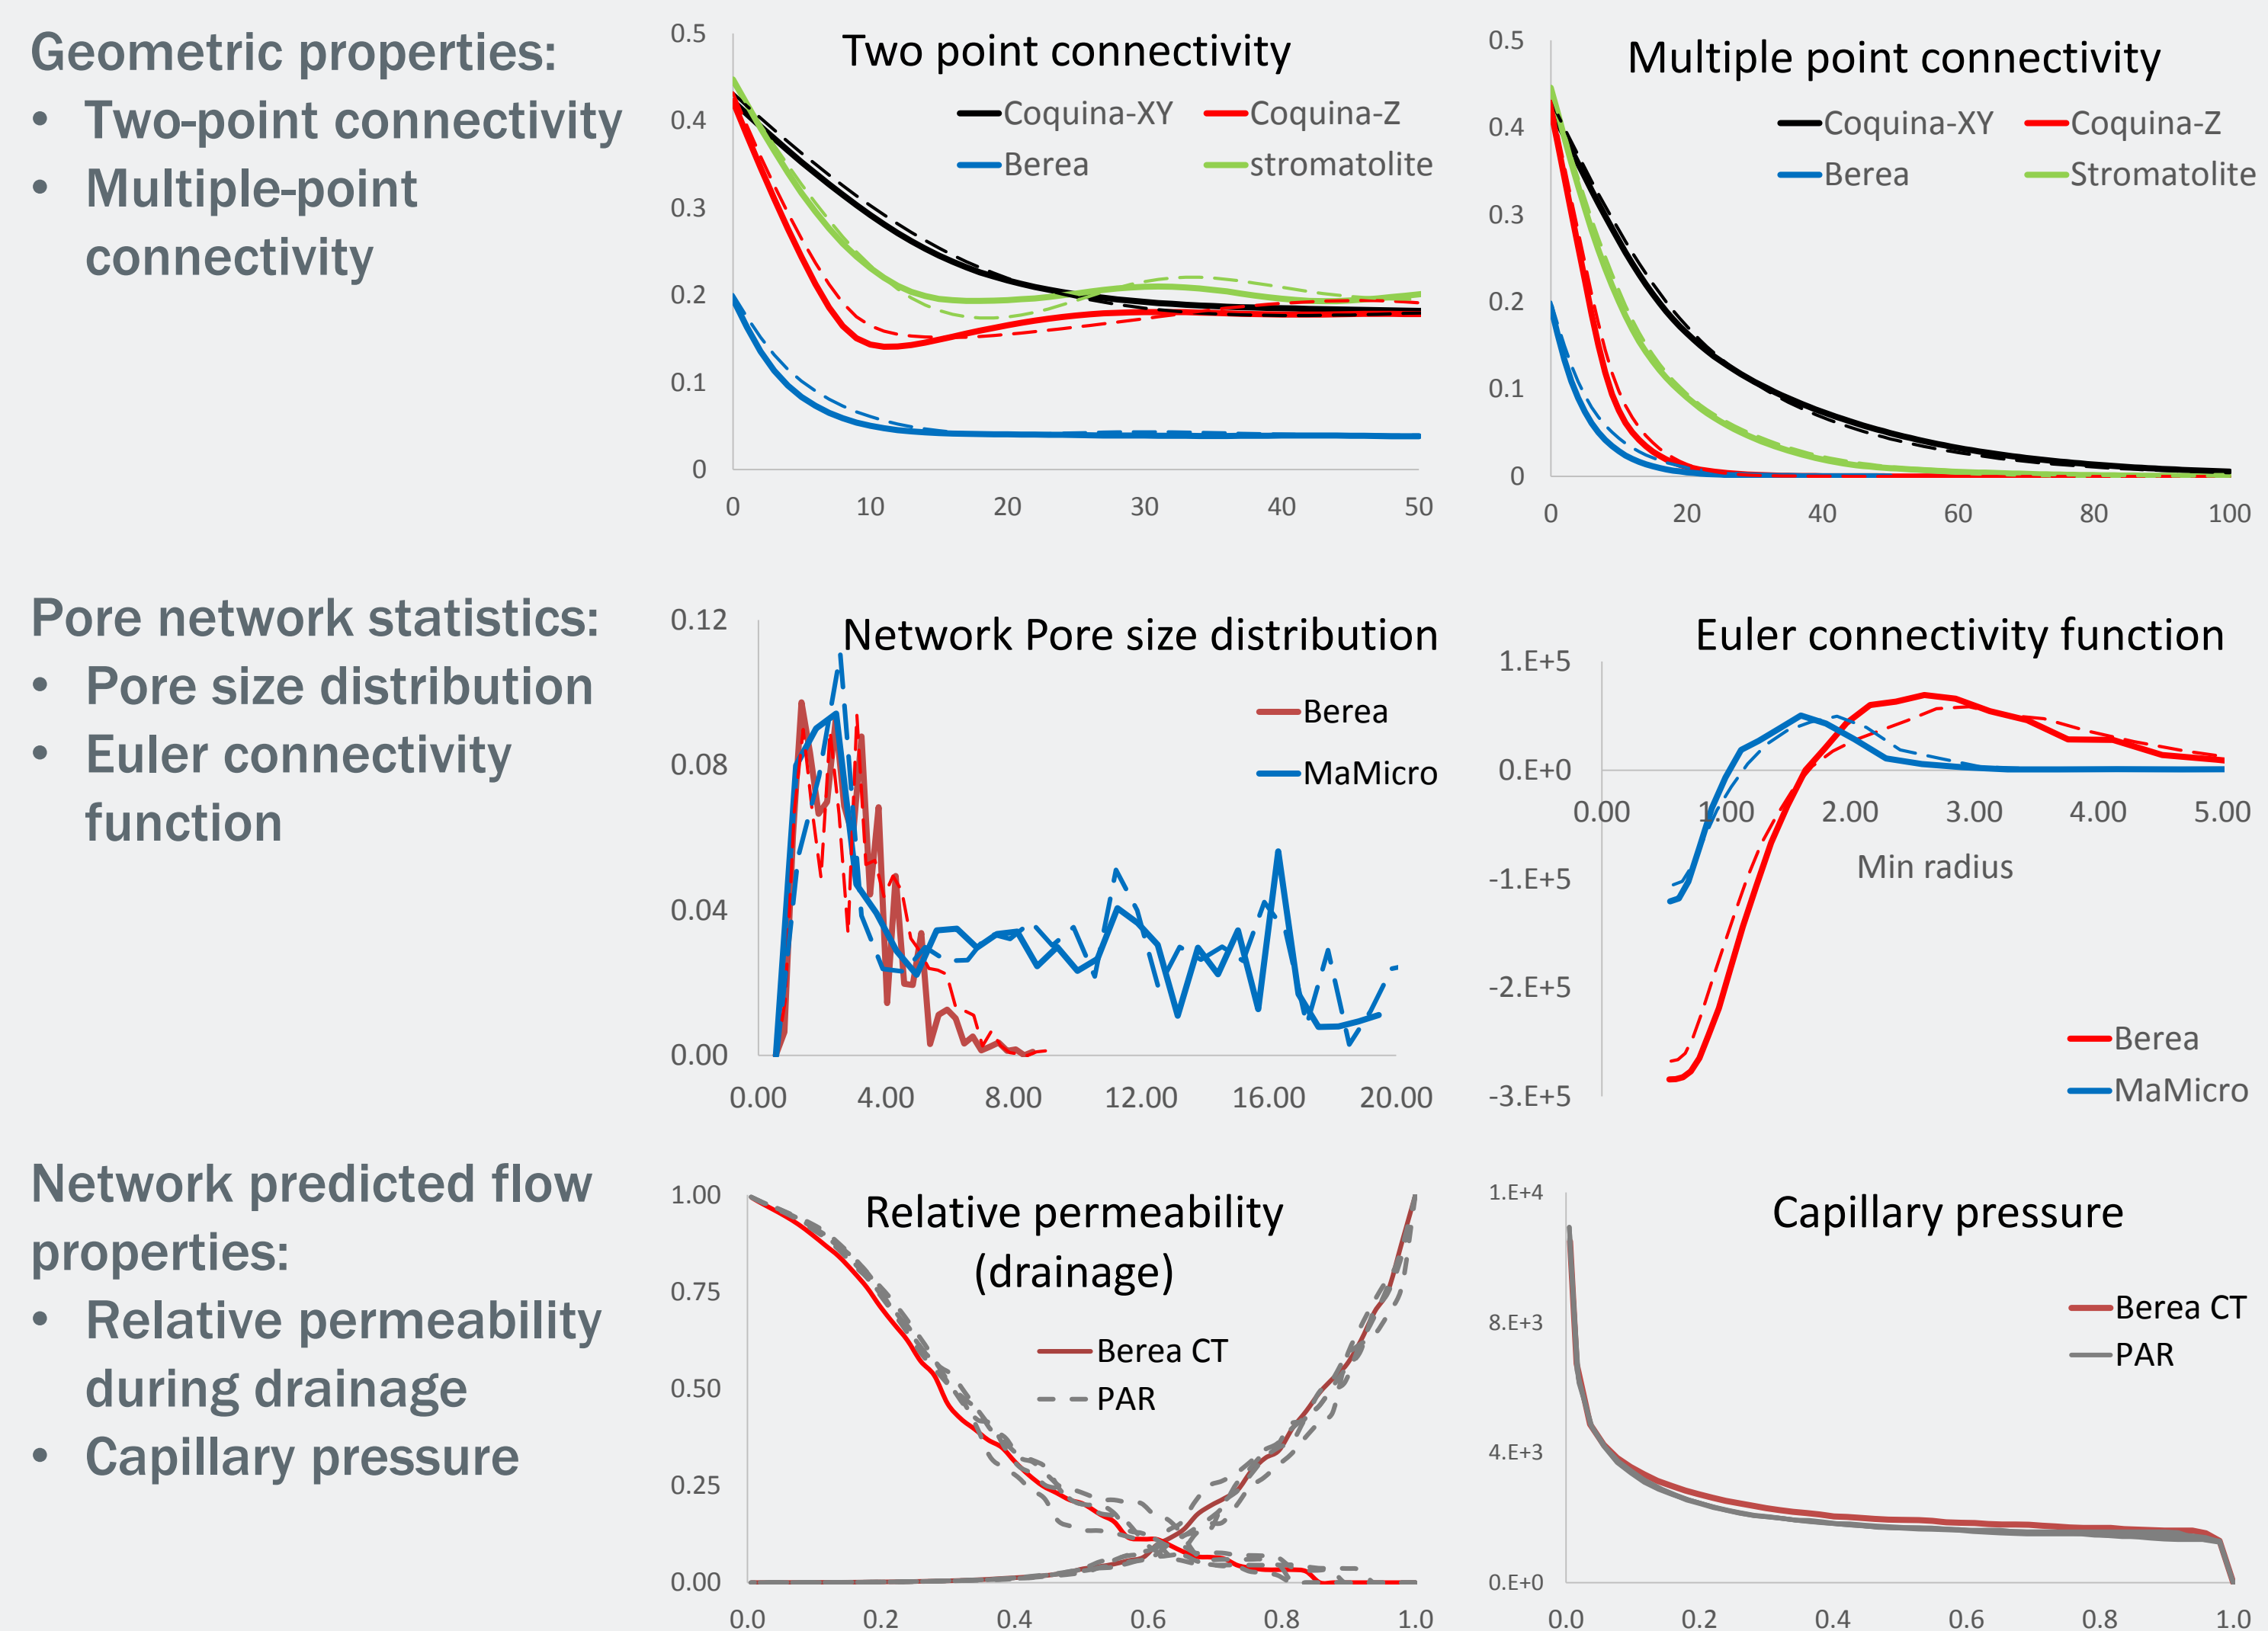 Geometric properties:
• Two-point connectivity
• Multiple-point
connectivity
Two point connectivity
Coquina-XY
Coquina-Z
Berea
stromatolite
0.5
0.4
0.3
0.2
0.1
0
0
10
20
30
40
50
Multiple point connectivity
Coquina-XY
Coquina-Z
Berea
Stromatolite
0.5
0.4
0.3
0.2
0.1
0
0
20
40
60
80
100
Pore network statistics:
• Pore size distribution
• Euler connectivity
function
Network Pore size distribution
Berea
MaMicro
0.12
0.08
0.04
0.00
0.00
4.00
8.00
12.00
16.00
20.00
Euler connectivity function
1.E+5
0.E+0
-1.E+5
-2.E+5
-3.E+5
0.00
1.00
2.00
3.00
4.00
5.00
Min radius
Berea
MaMicro
Network predicted flow
properties:
• Relative permeability
during drainage
• Capillary pressure
Relative permeability
(drainage)
Berea CT
PAR
1.00
0.75
0.50
0.25
0.00
0.0
0.2
0.4
0.6
0.8
1.0
Capillary pressure
Berea CT
PAR
1.E+4
8.E+3
4.E+3
0.E+0
0.0
0.2
0.4
0.6
0.8
1.0